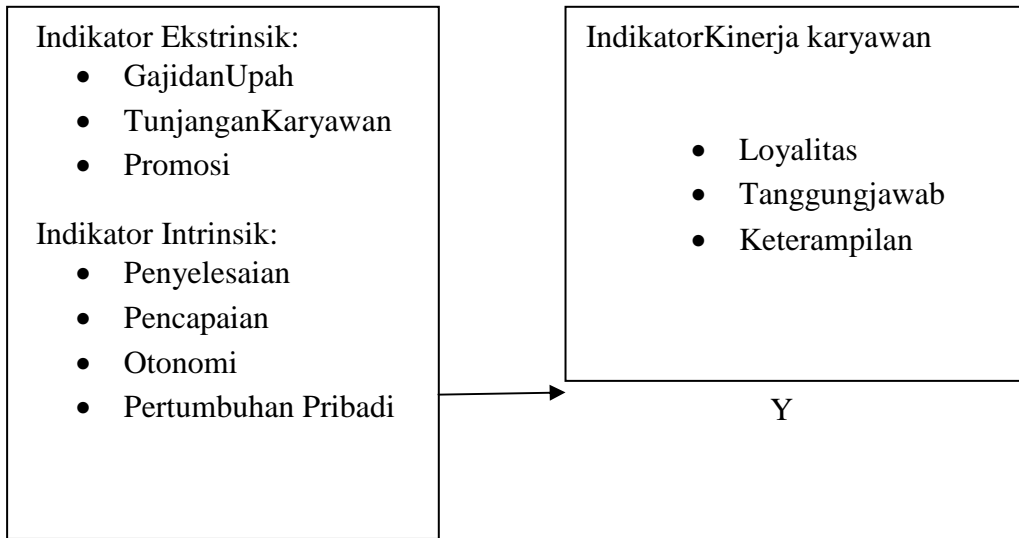 Indikator Ekstrinsik:
• GajidanUpah
• TunjanganKaryawan
• Promosi
Indikator Intrinsik:
• Penyelesaian
• Pencapaian
• Otonomi
• Pertumbuhan Pribadi
IndikatorKinerja karyawan
• Loyalitas
• Tanggungjawab
• Keterampilan
Y